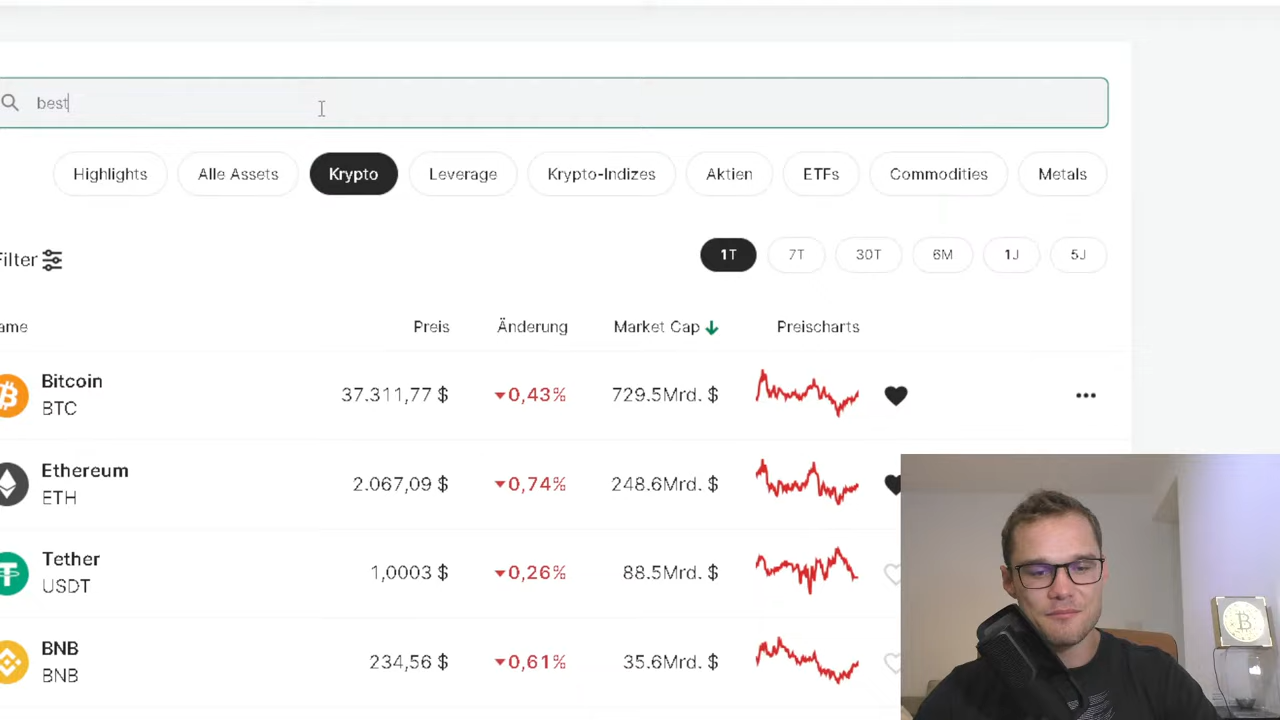 best
Highlights Alle Assets Krypto Leverage Krypto-Indizes Aktien ETFs Commodities Metals
Filter 1T 7T 30T 6M 1J 5J
ame Preis Änderung Market Cap Preischarts
Bitcoin
BTC
37.311,77 $ 0,43% 729.5Mrd. $
Ethereum
ETH
2.067,09 $ 0,74% 248.6Mrd. $
Tether
USDT
1,0003 $ 0,26% 88.5Mrd. $
BNB
BNB
234,56 $ 0,61% 35.6Mrd. $